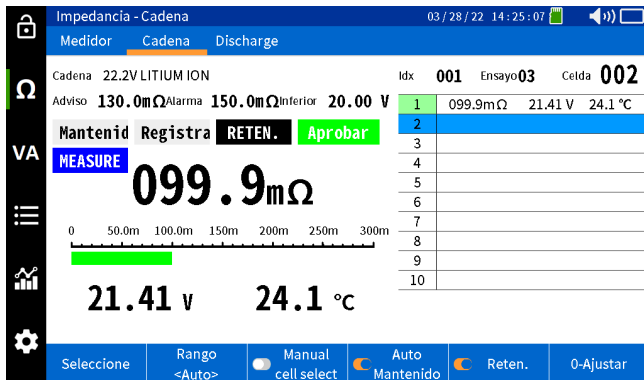 Impedancia - Cadena 03/28/22 14:25:07
Medidor Cadena Discharge
Cadena 22.2V LITIUM ION
Idx 001 Ensayo 03 Celda 002
Adviso 130.0mΩ Alarma 150.0mΩ Inferior 20.00 V
Mantenid Registra RETEN. Aprobar
MEASURE
099.9mΩ
0 50.0m 100.0m 150m 200m 250m 300m
21.41 V 24.1 °C
1 099.9mΩ 21.41 V 24.1 °C
2
3
4
5
6
7
8
9
10
Ω
VA
Seleccione
Rango
<Auto>
Manual
cell select
Auto
Mantenido
Reten.
0-Ajustar